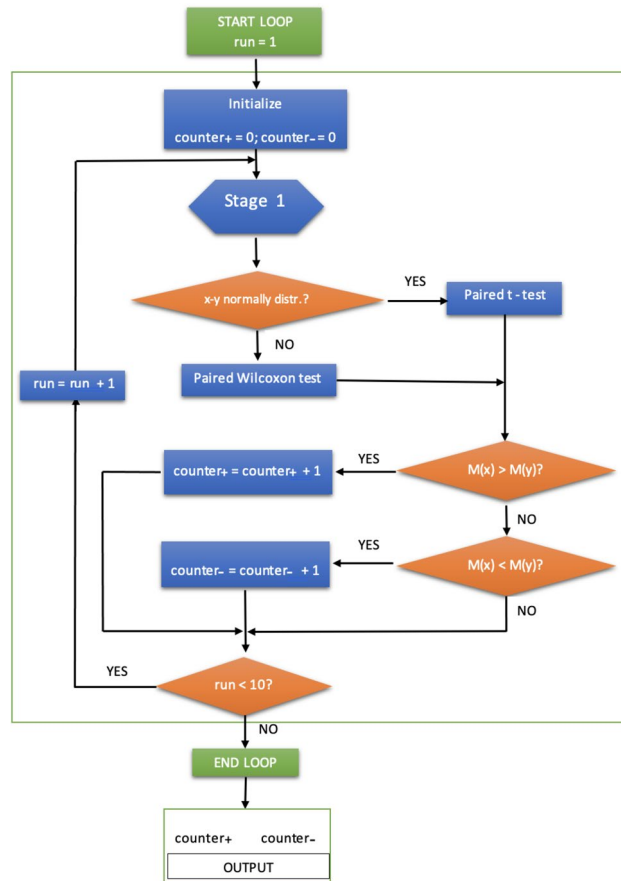 START LOOP
run = 1
Initialize
counter+ = 0; counter– = 0
Stage 1
x-y normally distr.?
YES
Paired t - test
NO
Paired Wilcoxon test
run = run + 1
M(x) > M(y)?
YES
counter+ = counter+ + 1
NO
M(x) < M(y)?
YES
counter– = counter– + 1
NO
run < 10?
YES
NO
END LOOP
counter+ counter–
OUTPUT